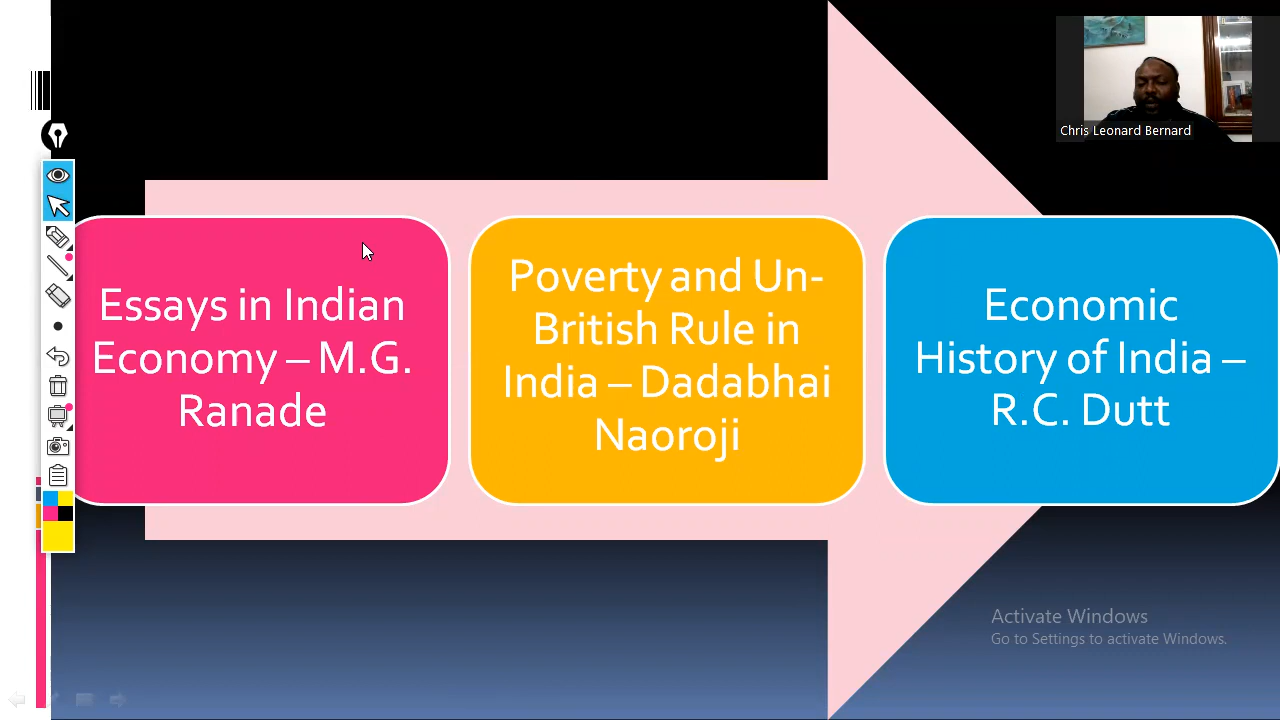 Chris Leonard Bernard
Essays in Indian
Economy – M.G.
Ranade
Poverty and Un-
British Rule in
India – Dadabhai
Naoroji
Economic
History of India –
R.C. Dutt
Activate Windows
Go to Settings to activate Windows.